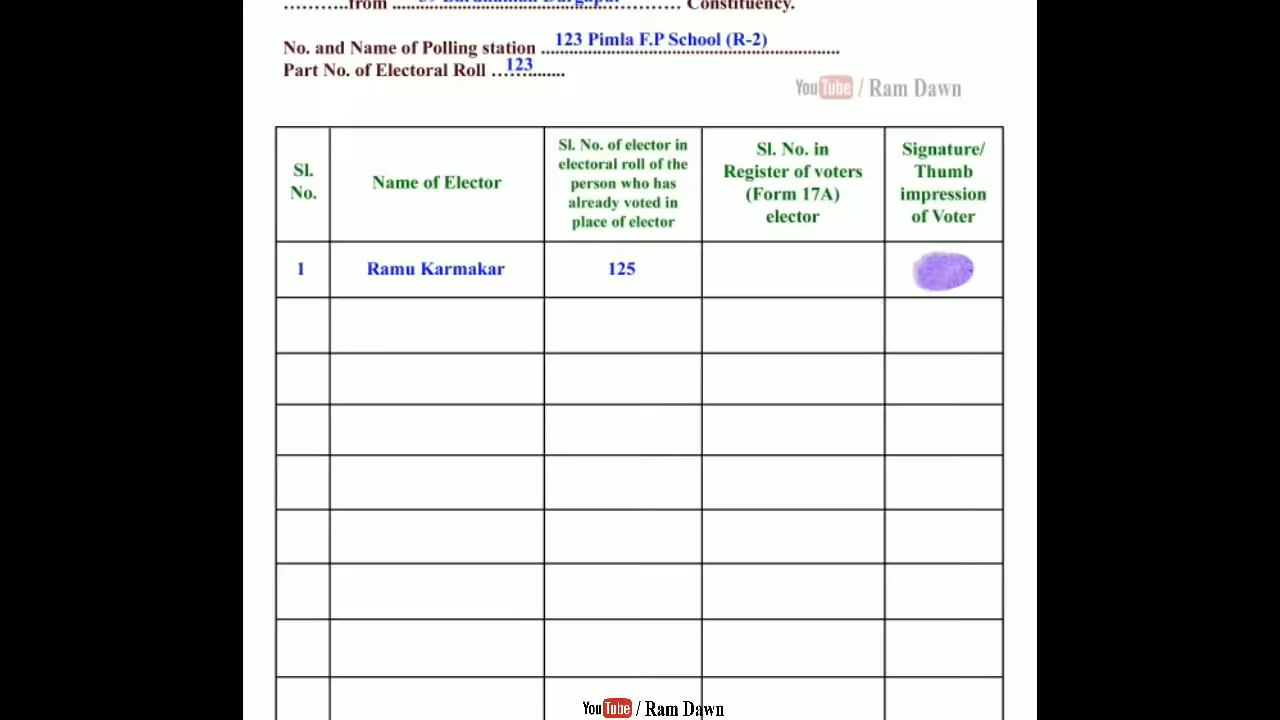 ………..from ............................................................ Constituency.
No. and Name of Polling station ............................................................
123 Pimla F.P School (R-2)
Part No. of Electoral Roll ……........
123
YouTube / Ram Dawn
Sl. No.
Name of Elector
Sl. No. of elector in
electoral roll of the
person who has
already voted in
place of elector
Sl. No. in
Register of voters
(Form 17A)
elector
Signature/
Thumb
impression
of Voter
1
Ramu Karmakar
125
YouTube / Ram Dawn